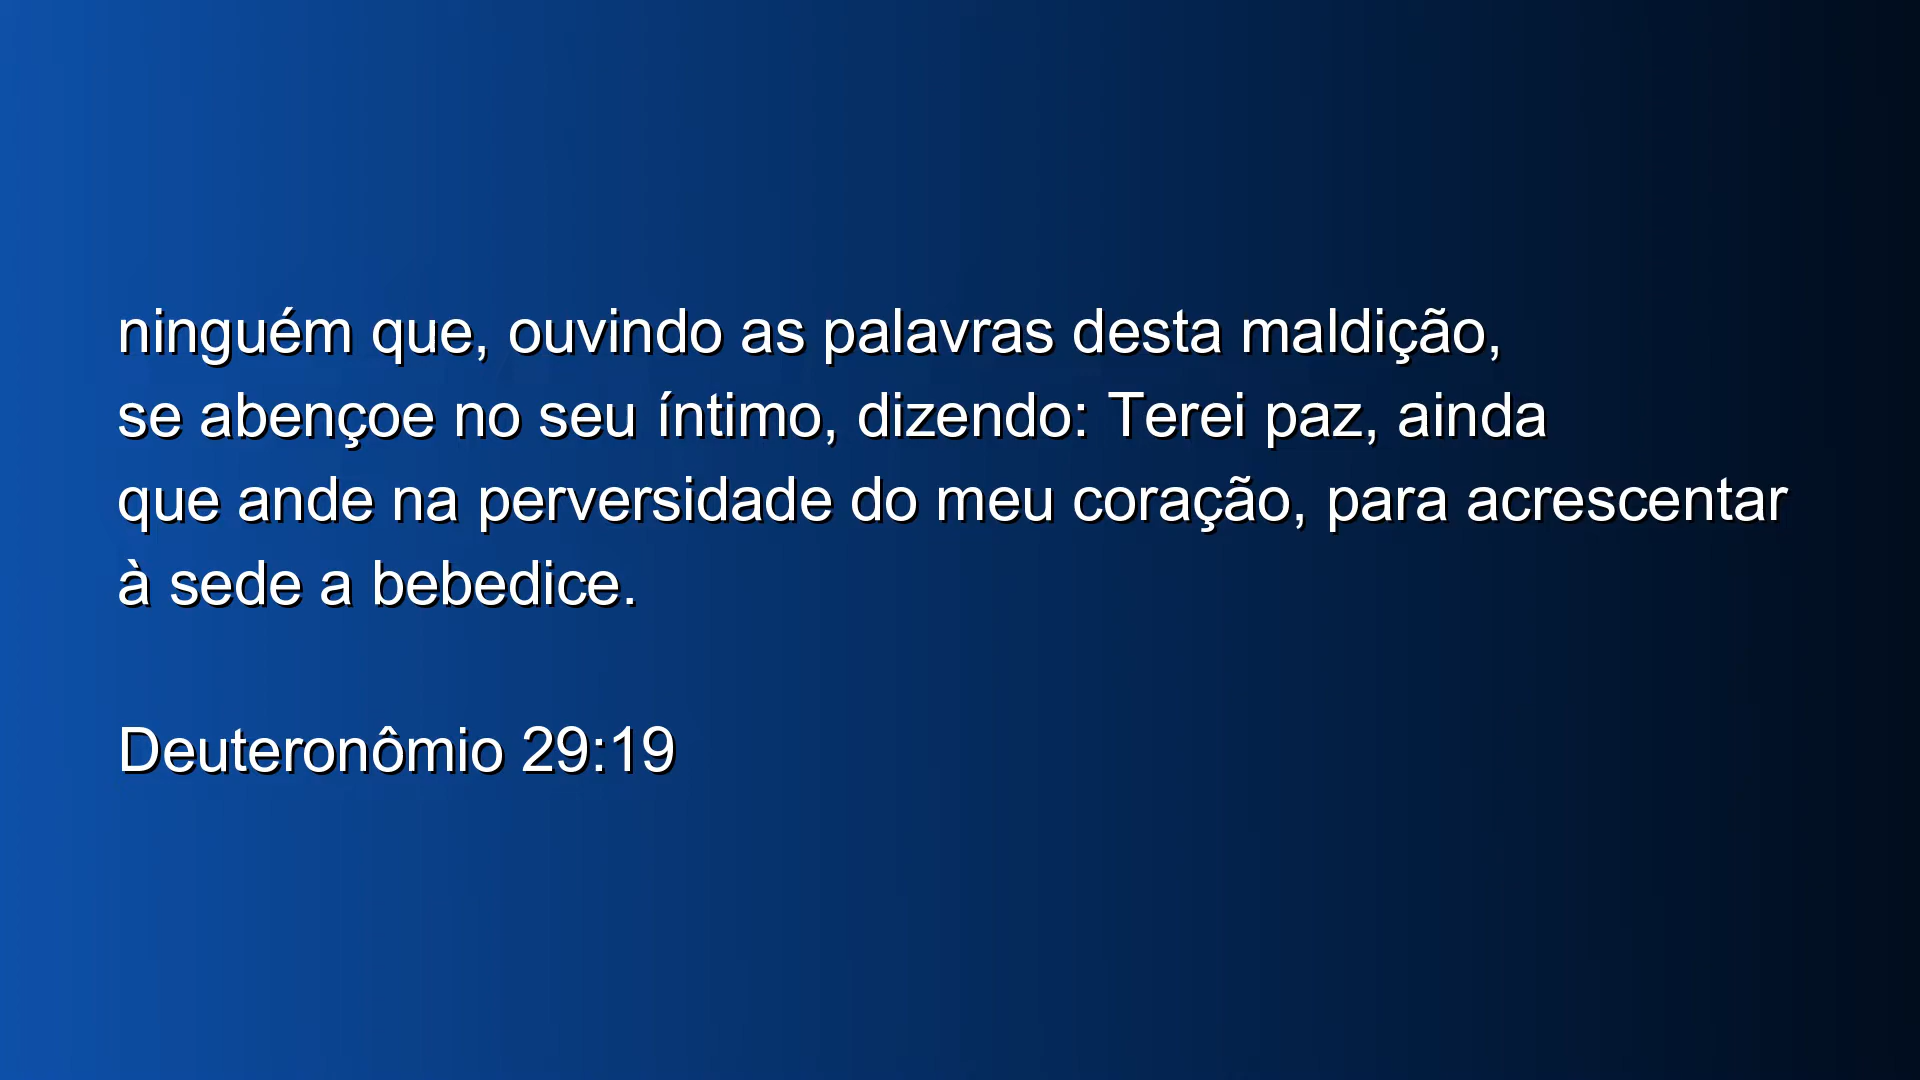 ninguém que, ouvindo as palavras desta maldição,
se abençoe no seu íntimo, dizendo: Terei paz, ainda
que ande na perversidade do meu coração, para acrescentar
à sede a bebedice.
Deuteronômio 29:19